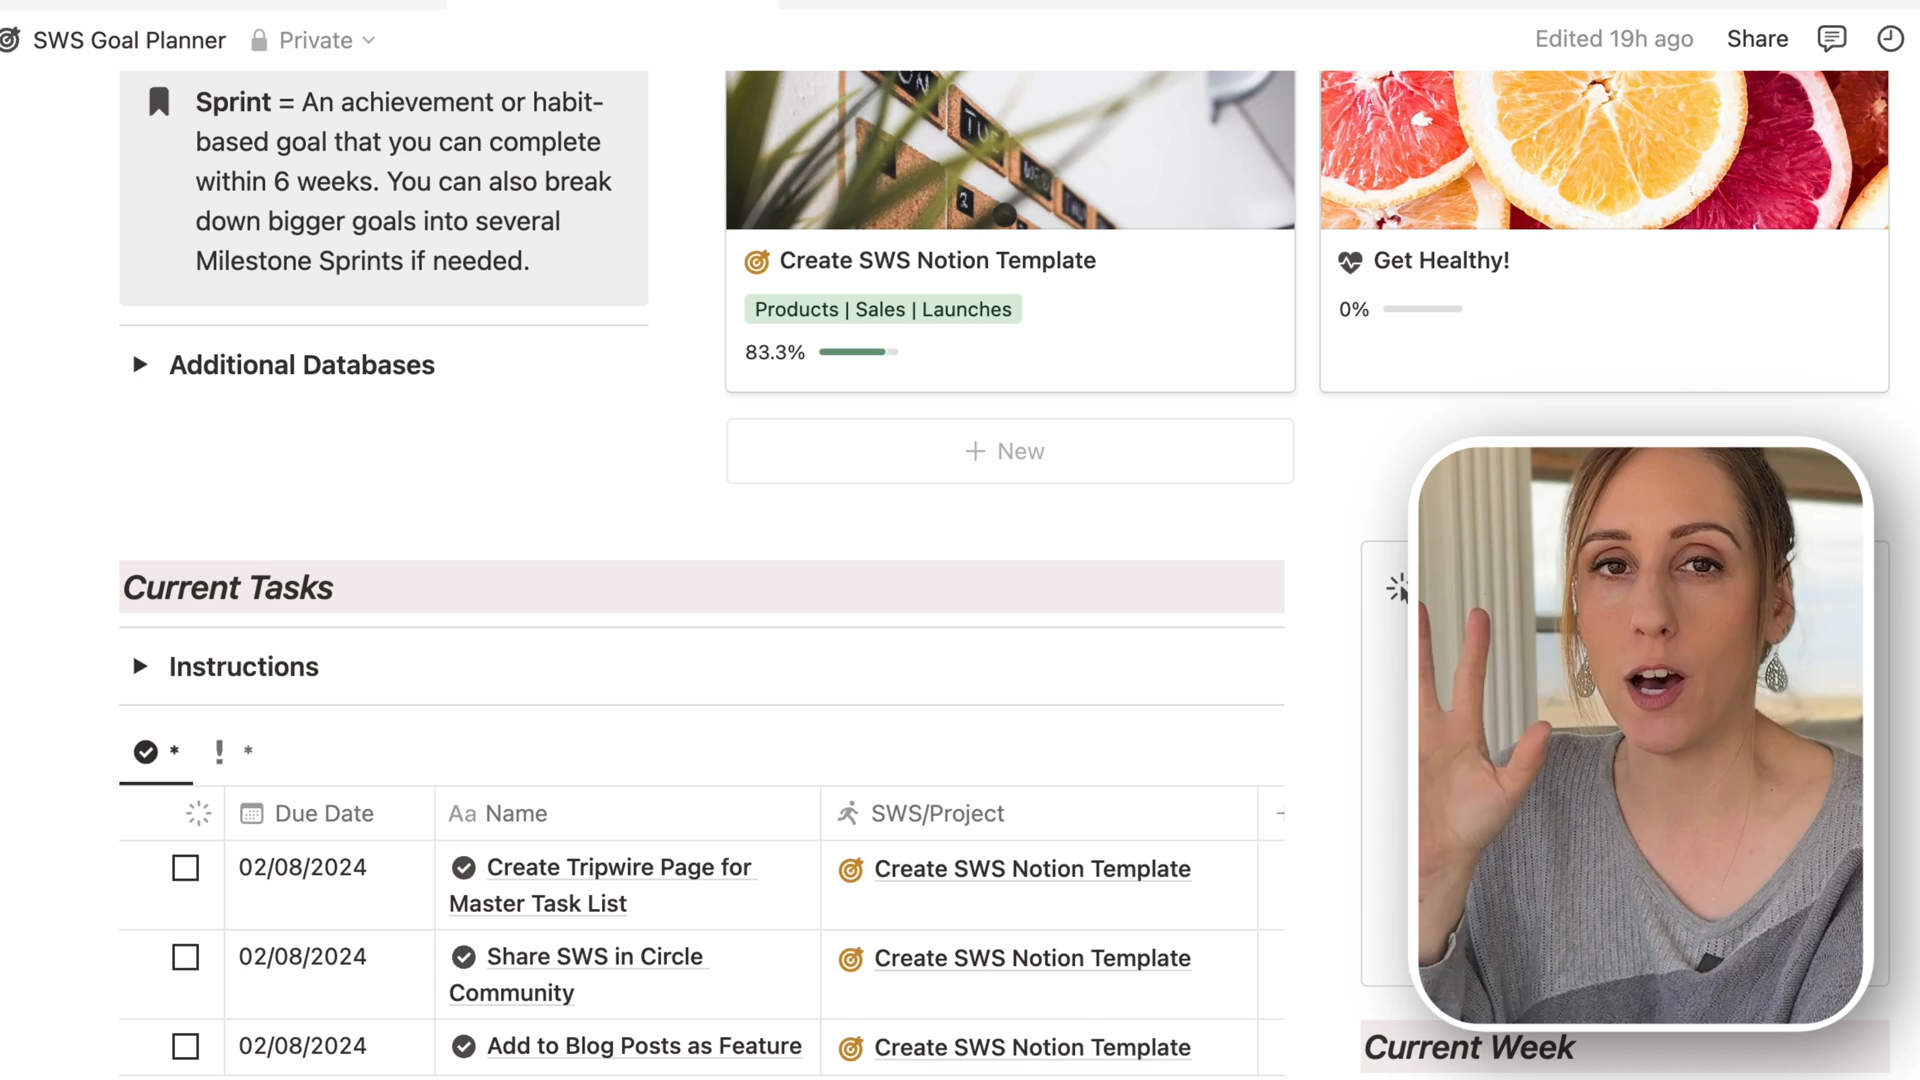 SWS Goal Planner Private
Edited 19h ago Share
Sprint = An achievement or habit-
based goal that you can complete
within 6 weeks. You can also break
down bigger goals into several
Milestone Sprints if needed.
Additional Databases
TUE
WED
2
Create SWS Notion Template
Products | Sales | Launches
83.3%
Get Healthy!
0%
+ New
Current Tasks
Instructions
* ! *
Due Date Aa Name SWS/Project
02/08/2024 Create Tripwire Page for Create SWS Notion Template
Master Task List
02/08/2024 Share SWS in Circle Create SWS Notion Template
Community
02/08/2024 Add to Blog Posts as Feature Create SWS Notion Template
Current Week